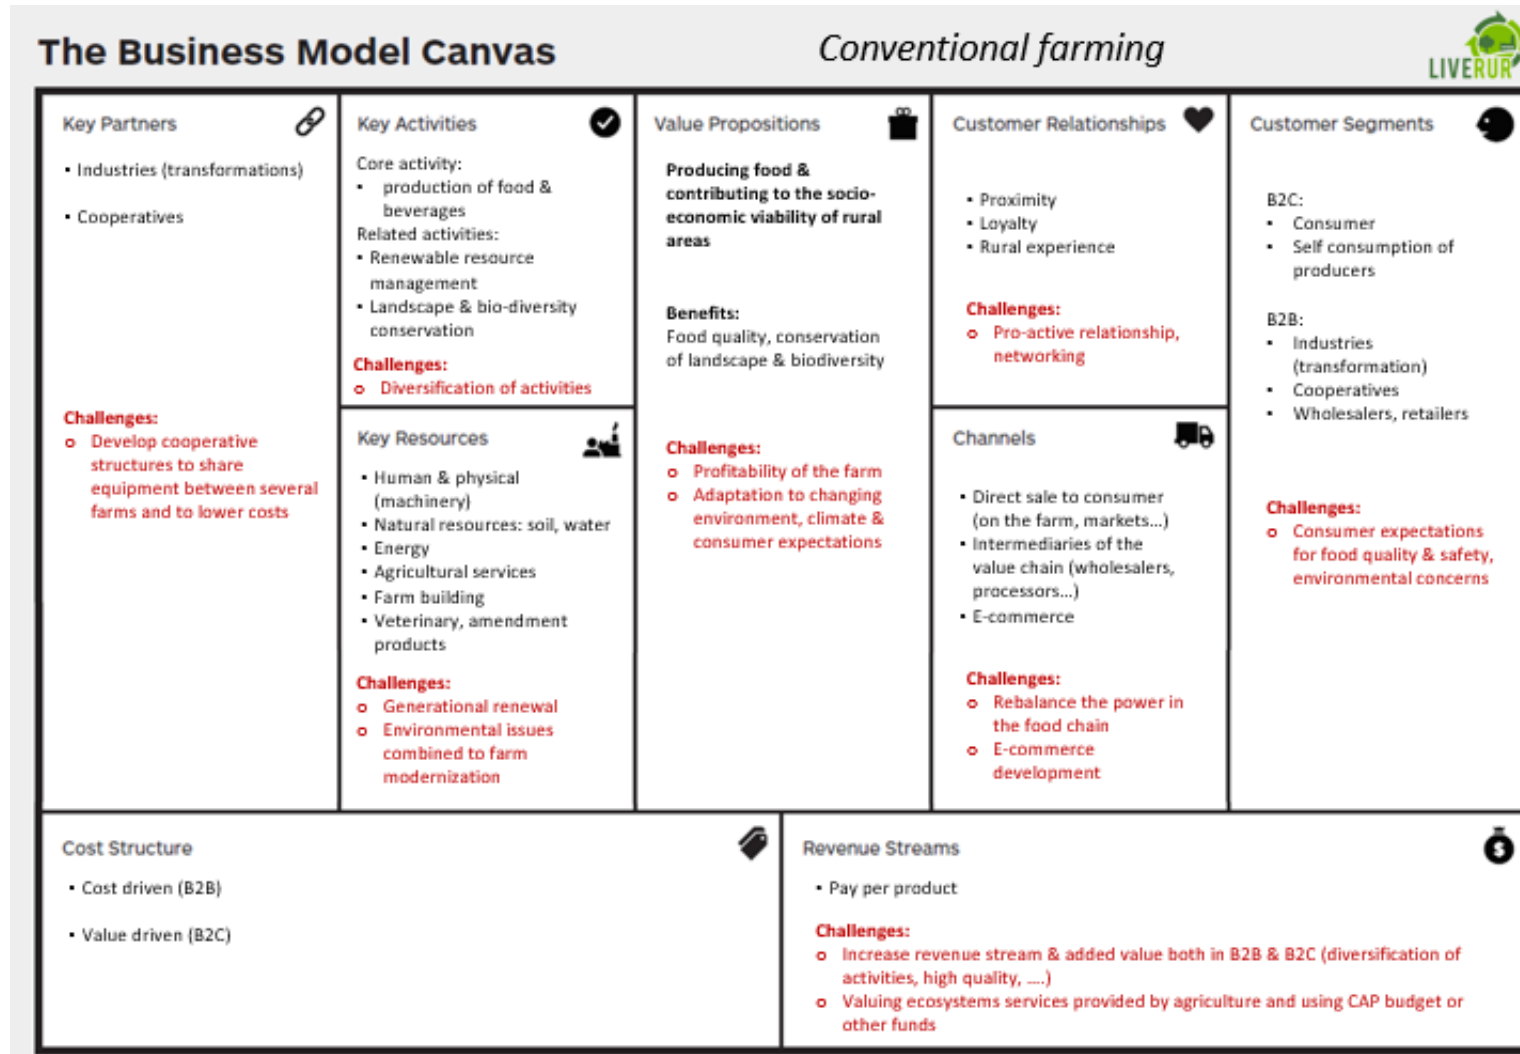 The Business Model Canvas
Conventional farming
LIVERUR
Key Partners
▪ Industries (transformations)
▪ Cooperatives
Challenges:
o Develop cooperative
structures to share
equipment between several
farms and to lower costs
Key Activities
Core activity:
▪ production of food &
beverages
Related activities:
▪ Renewable resource
management
▪ Landscape & bio-diversity
conservation
Challenges:
o Diversification of activities
Key Resources
▪ Human & physical
(machinery)
▪ Natural resources: soil, water
▪ Energy
▪ Agricultural services
▪ Farm building
▪ Veterinary, amendment
products
Challenges:
o Generational renewal
o Environmental issues
combined to farm
modernization
Value Propositions
Producing food &
contributing to the socio-
economic viability of rural
areas
Benefits:
Food quality, conservation
of landscape & biodiversity
Challenges:
o Profitability of the farm
o Adaptation to changing
environment, climate &
consumer expectations
Customer Relationships
▪ Proximity
▪ Loyalty
▪ Rural experience
Challenges:
o Pro-active relationship,
networking
Channels
▪ Direct sale to consumer
(on the farm, markets...)
▪ Intermediaries of the
value chain (wholesalers,
processors...)
▪ E-commerce
Challenges:
o Rebalance the power in
the food chain
o E-commerce
development
Customer Segments
B2C:
▪ Consumer
▪ Self consumption of
producers
B2B:
▪ Industries
(transformation)
▪ Cooperatives
▪ Wholesalers, retailers
Challenges:
o Consumer expectations
for food quality & safety,
environmental concerns
Cost Structure
▪ Cost driven (B2B)
▪ Value driven (B2C)
Revenue Streams
$
▪ Pay per product
Challenges:
o Increase revenue stream & added value both in B2B & B2C (diversification of
activities, high quality, ....)
o Valuing ecosystems services provided by agriculture and using CAP budget or
other funds